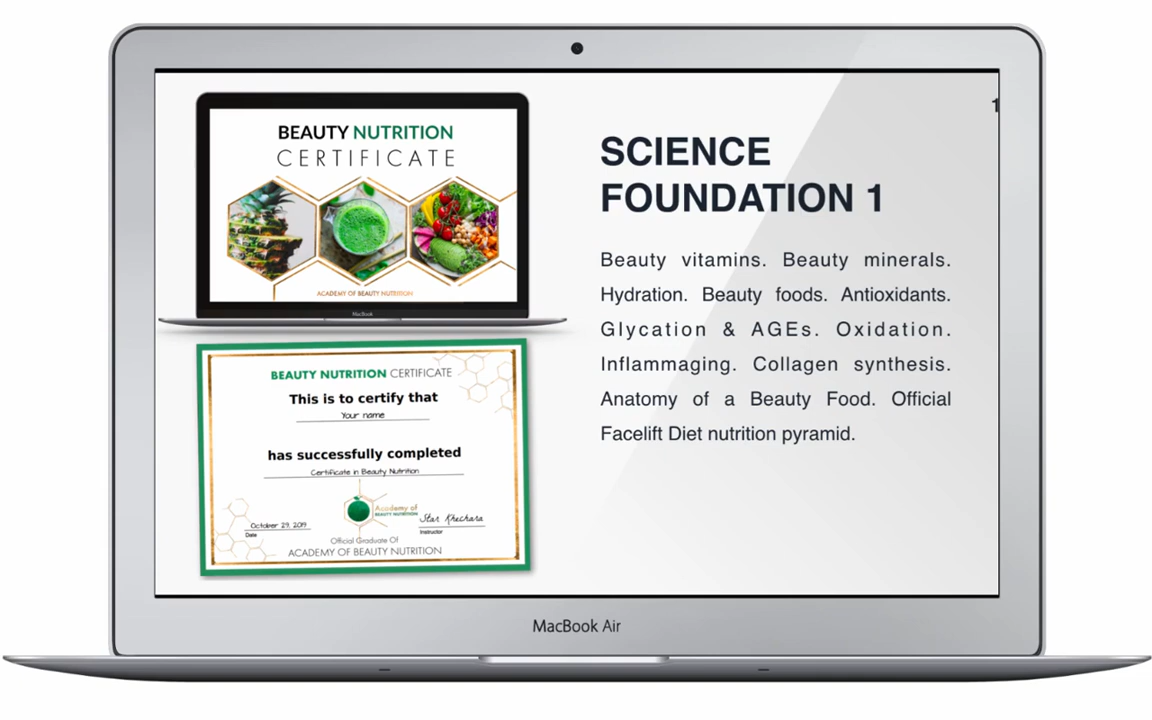 BEAUTY NUTRITION
CERTIFICATE
ACADEMY OF BEAUTY NUTRITION
MacBook
BEAUTY NUTRITION CERTIFICATE
This is to certify that
Your name
has successfully completed
Certificate in Beauty Nutrition
Academy of
BEAUTY NUTRITION
October 29, 2019
Date
Star Khechara
Instructor
Official Graduate Of
ACADEMY OF BEAUTY NUTRITION
1
SCIENCE
FOUNDATION 1
Beauty vitamins. Beauty minerals.
Hydration. Beauty foods. Antioxidants.
Glycation & AGEs. Oxidation.
Inflammaging. Collagen synthesis.
Anatomy of a Beauty Food. Official
Facelift Diet nutrition pyramid.
MacBook Air